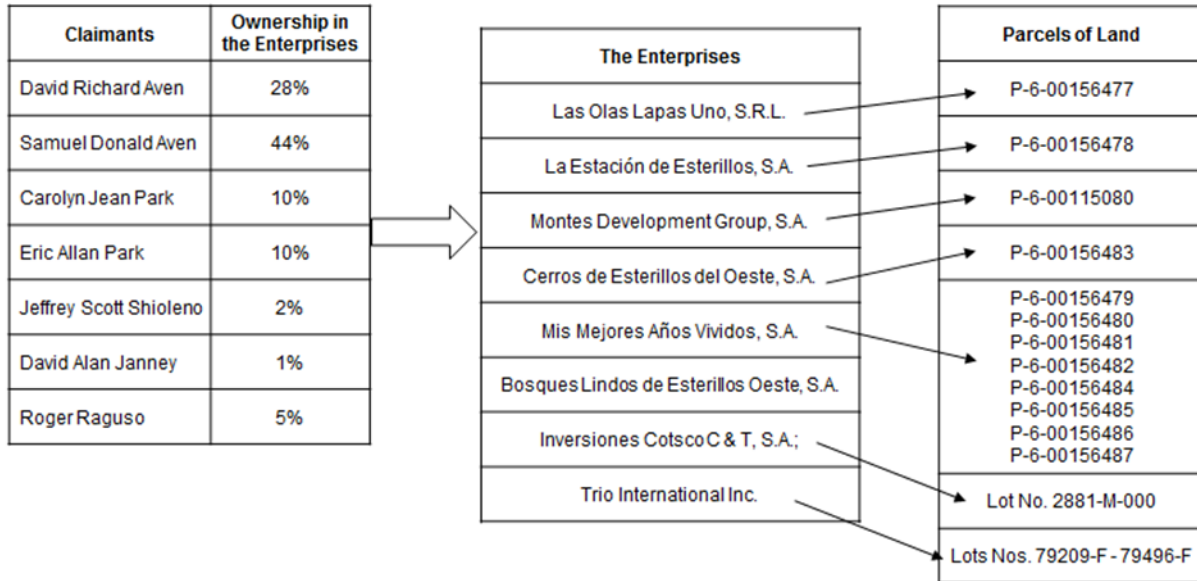 Claimants
Ownership in
the Enterprises
David Richard Aven
28%
Samuel Donald Aven
44%
Carolyn Jean Park
10%
Eric Allan Park
10%
Jeffrey Scott Shioleno
2%
David Alan Janney
1%
Roger Raguso
5%
The Enterprises
Las Olas Lapas Uno, S.R.L.
La Estación de Esterillos, S.A.
Montes Development Group, S.A.
Cerros de Esterillos del Oeste, S.A.
Mis Mejores Años Vividos, S.A.
Bosques Lindos de Esterillos Oeste, S.A.
Inversiones Cotsco C & T, S.A.;
Trio International Inc.
Parcels of Land
P-6-00156477
P-6-00156478
P-6-00115080
P-6-00156483
P-6-00156479
P-6-00156480
P-6-00156481
P-6-00156482
P-6-00156484
P-6-00156485
P-6-00156486
P-6-00156487
Lot No. 2881-M-000
Lots Nos. 79209-F - 79496-F